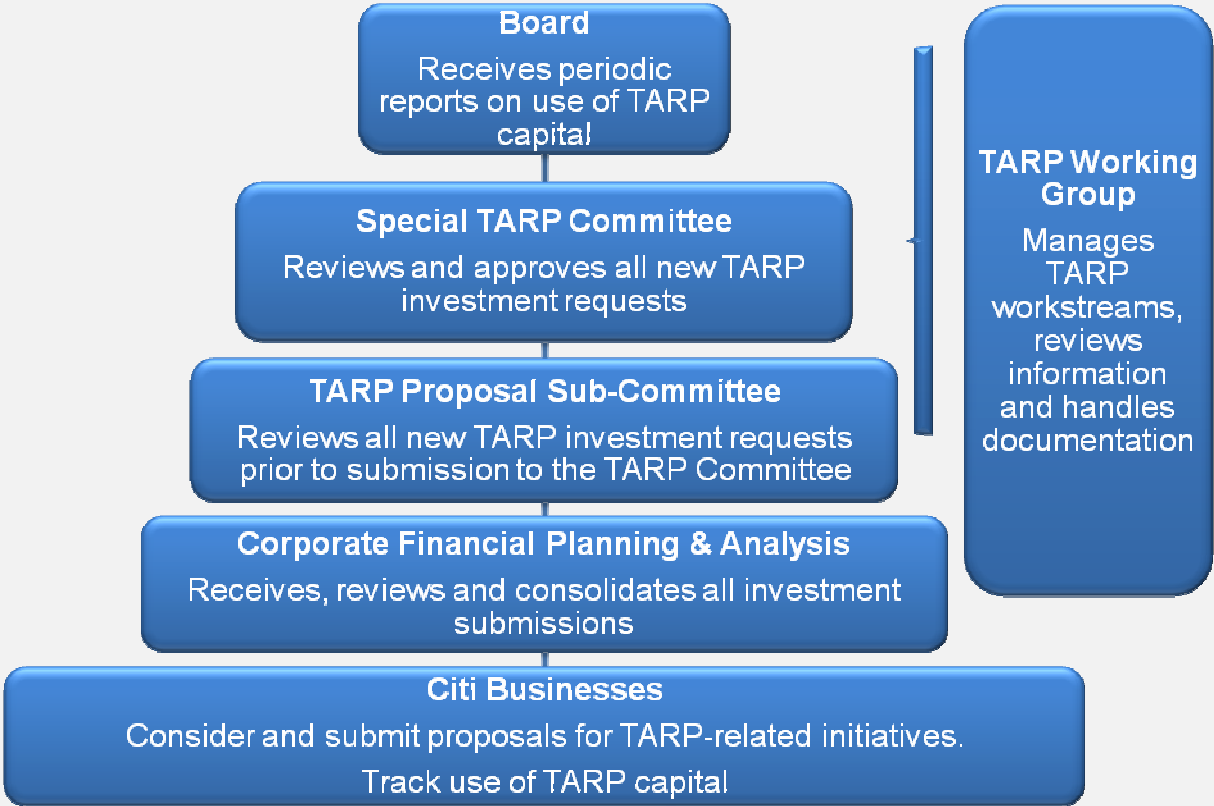 Board
Receives periodic
reports on use of TARP
capital
Special TARP Committee
Reviews and approves all new TARP
investment requests
TARP Proposal Sub-Committee
Reviews all new TARP investment requests
prior to submission to the TARP Committee
Corporate Financial Planning & Analysis
Receives, reviews and consolidates all investment
submissions
Citi Businesses
Consider and submit proposals for TARP-related initiatives.
Track use of TARP capital
TARP Working
Group
Manages
TARP
workstreams,
reviews
information
and handles
documentation